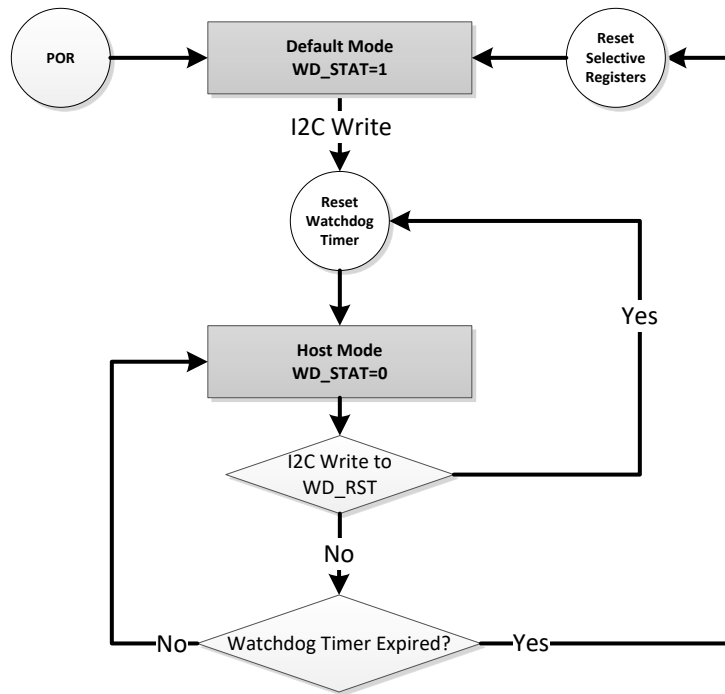 POR
Default Mode
WD_STAT=1
Reset
Selective
Registers
I2C Write
Reset
Watchdog
Timer
Yes
Host Mode
WD_STAT=0
I2C Write to
WD_RST
No
No
Watchdog Timer Expired?
Yes